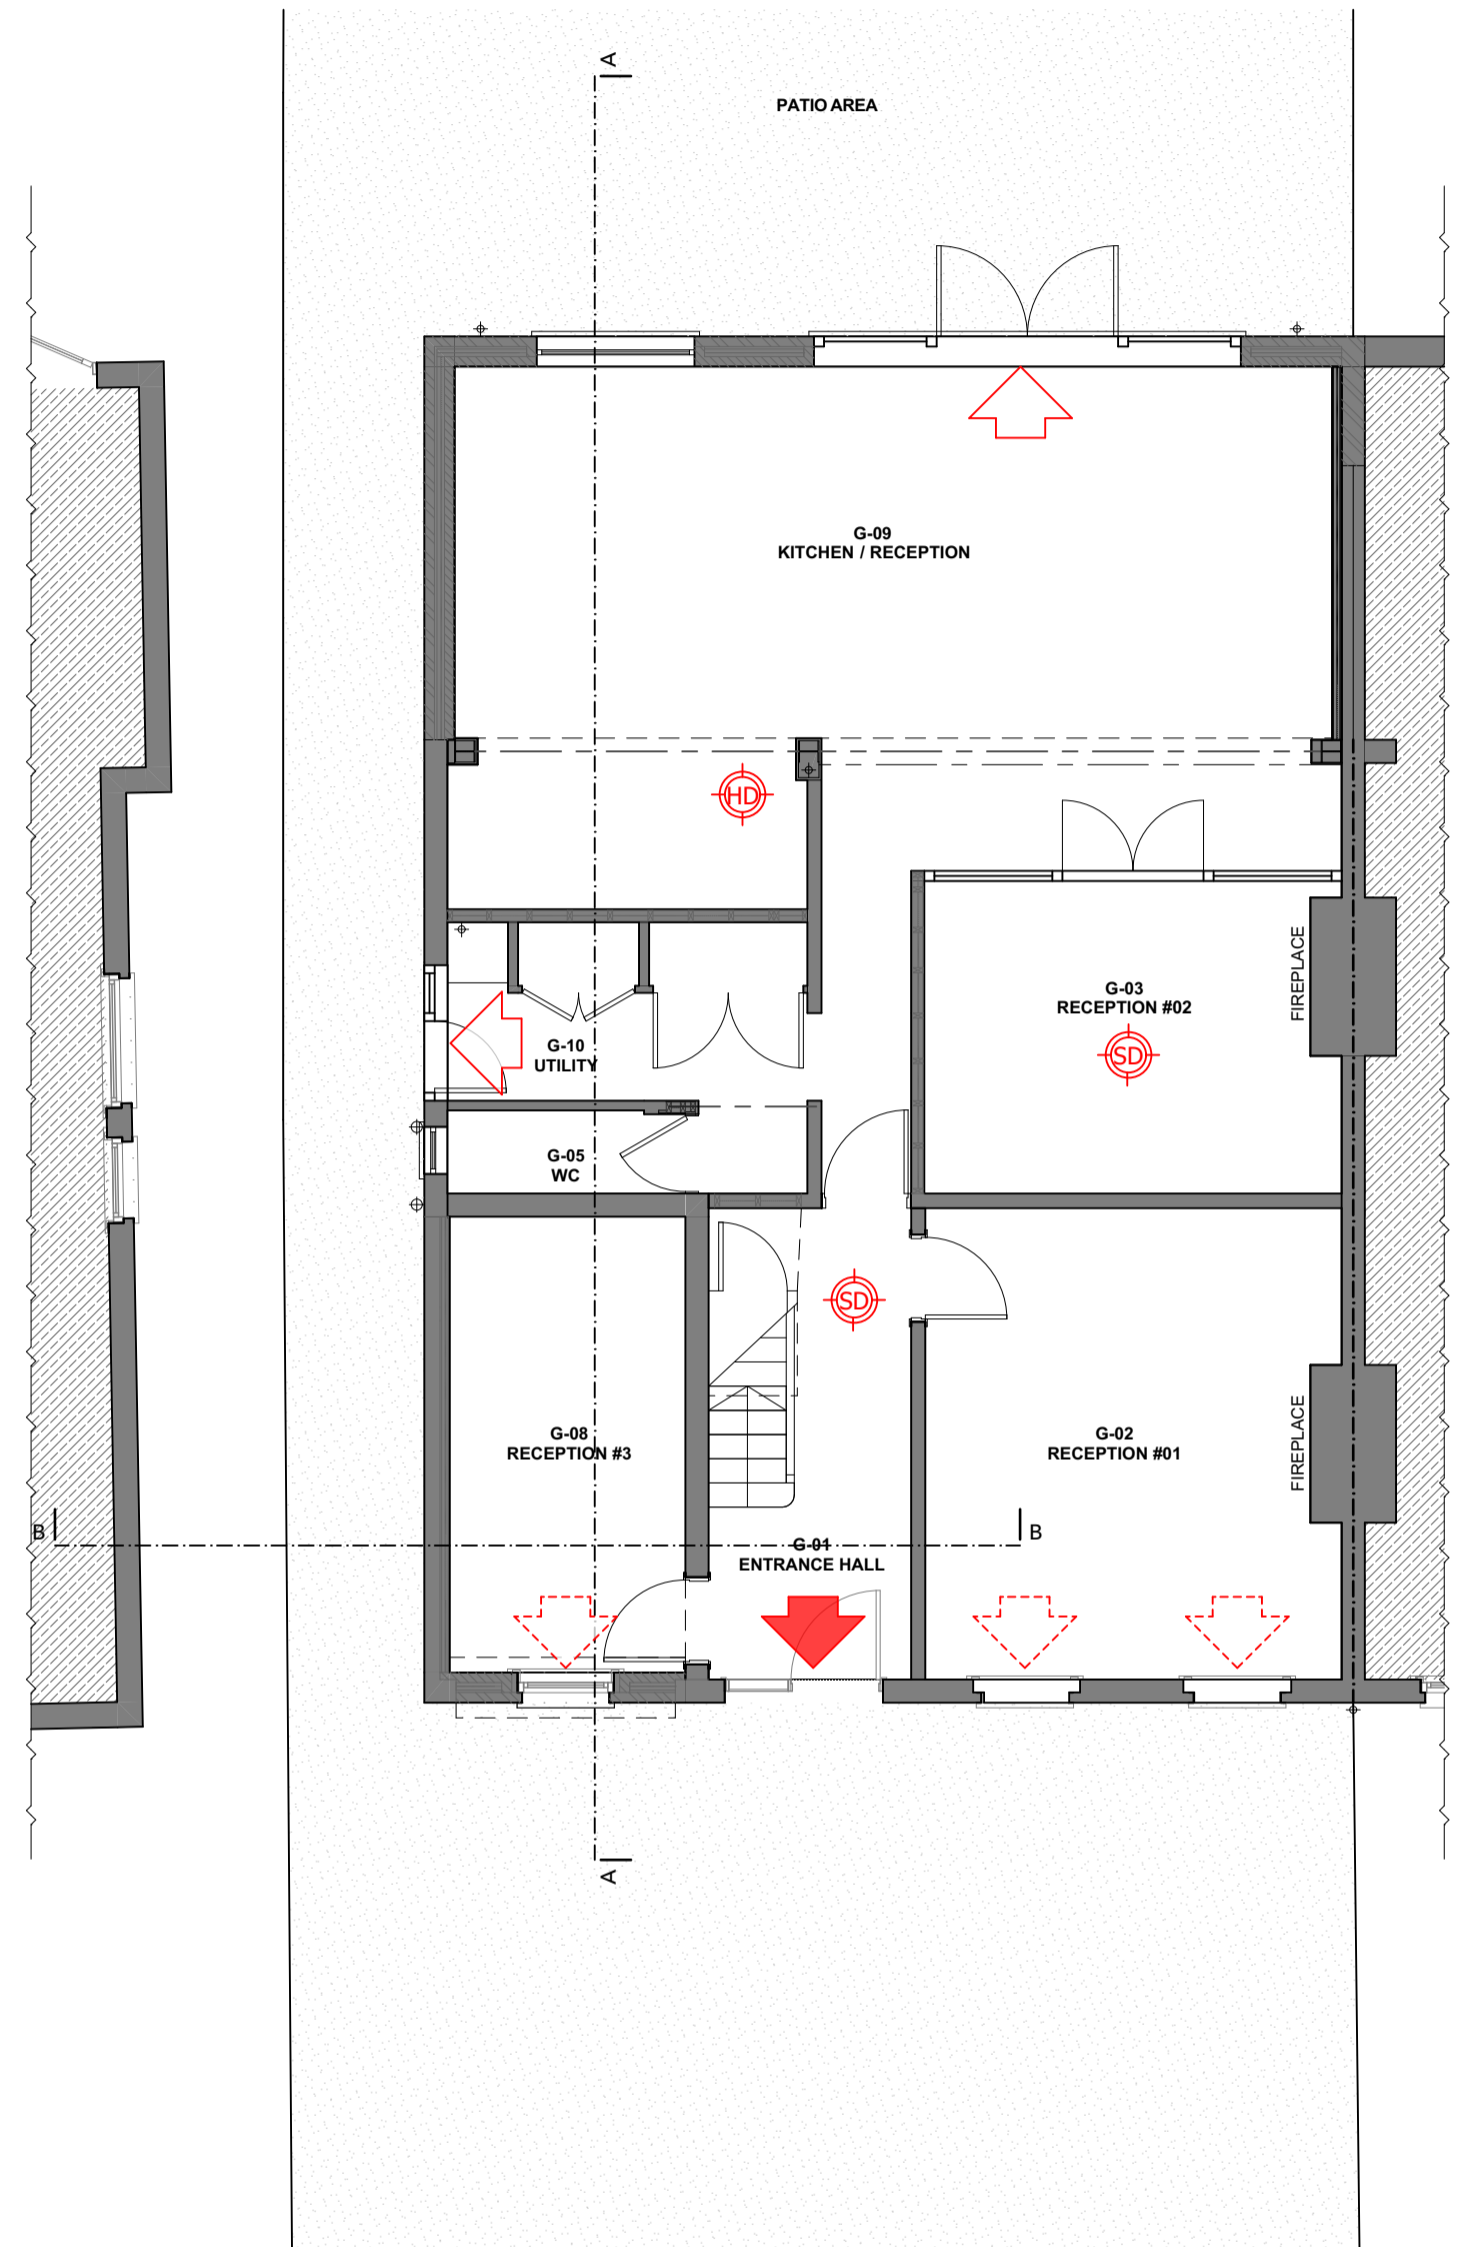 A
PATIO AREA
G-09
KITCHEN / RECEPTION
HD
FIREPLACE
G-03
RECEPTION #02
SD
G-10
UTILITY
G-05
WC
SD
G-08
RECEPTION #3
G-02
RECEPTION #01
FIREPLACE
B
B
G-01
ENTRANCE HALL
A